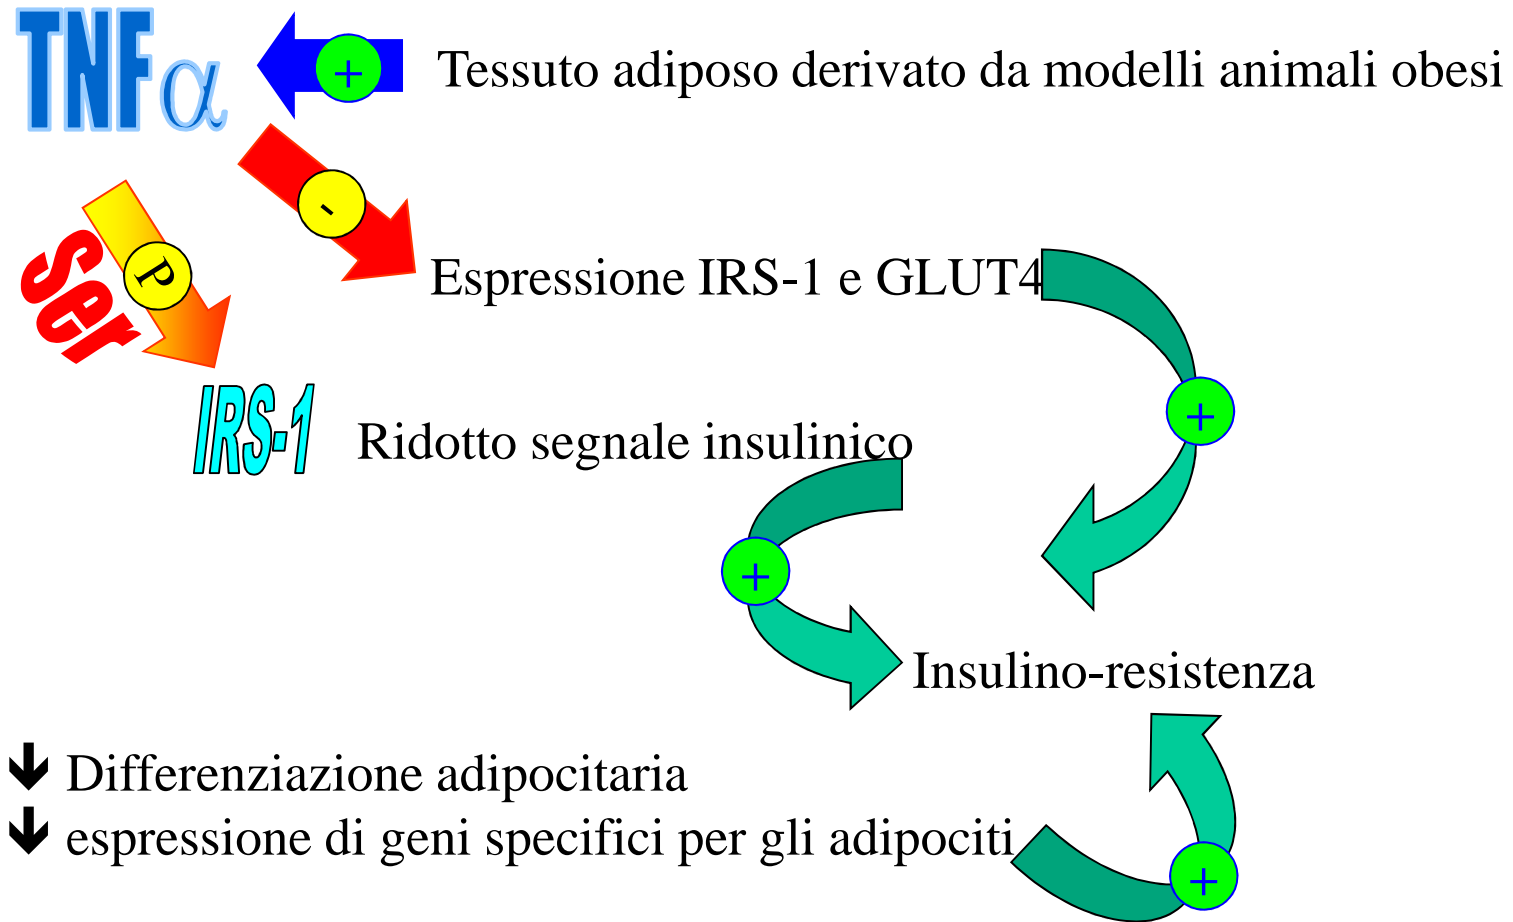 TNFα
+
Tessuto adiposo derivato da modelli animali obesi
-
ser
P
Espressione IRS-1 e GLUT4
+
IRS-1
Ridotto segnale insulinico
+
Insulino-resistenza
🡻 Differenziazione adipocitaria
🡻 espressione di geni specifici per gli adipociti
+